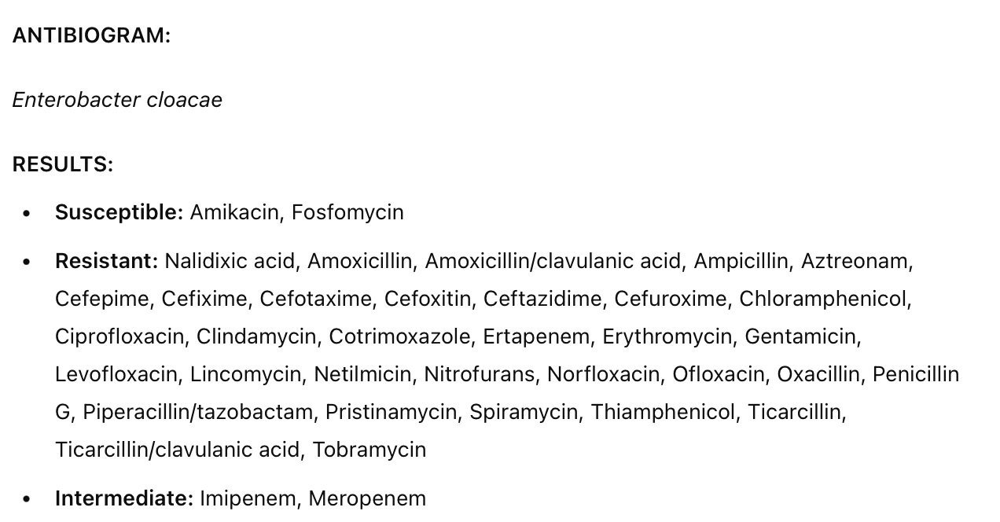 ANTIBIOGRAM:
Enterobacter cloacae
RESULTS:
• Susceptible: Amikacin, Fosfomycin
• Resistant: Nalidixic acid, Amoxicillin, Amoxicillin/clavulanic acid, Ampicillin, Aztreonam,
Cefepime, Cefixime, Cefotaxime, Cefoxitin, Ceftazidime, Cefuroxime, Chloramphenicol,
Ciprofloxacin, Clindamycin, Cotrimoxazole, Ertapenem, Erythromycin, Gentamicin,
Levofloxacin, Lincomycin, Netilmicin, Nitrofurans, Norfloxacin, Ofloxacin, Oxacillin, Penicillin
G, Piperacillin/tazobactam, Pristinamycin, Spiramycin, Thiamphenicol, Ticarcillin,
Ticarcillin/clavulanic acid, Tobramycin
• Intermediate: Imipenem, Meropenem